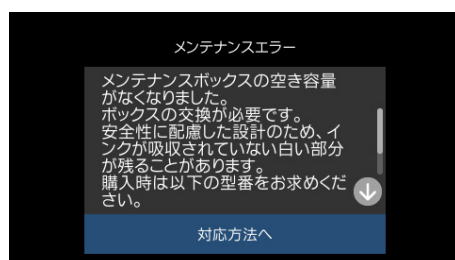 メンテナンスエラー
メンテナンスボックスの空き容量
がなくなりました。
ボックスの交換が必要です。
安全性に配慮した設計のため、イ
ンクが吸収されていない白い部分
が残ることがあります。
購入時は以下の型番をお求めくだ
さい。
対応方法へ